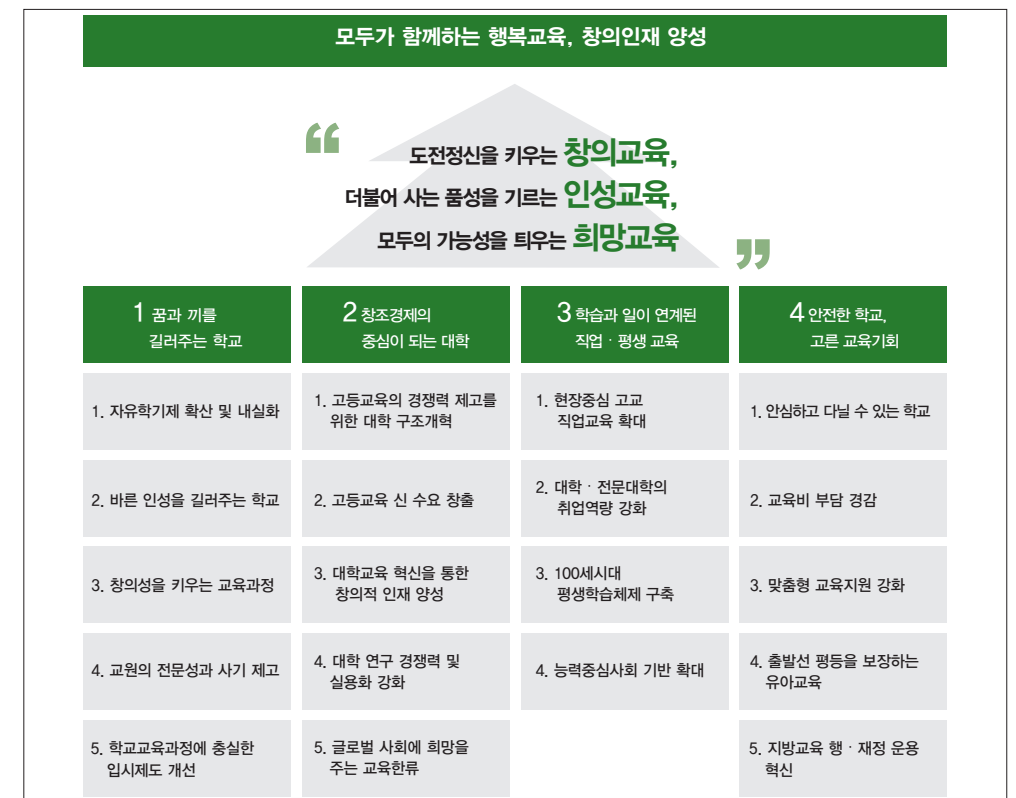 모두가 함께하는 행복교육, 창의인재 양성
“
도전정신을 키우는 창의교육,
더불어 사는 품성을 기르는 인성교육,
모두의 가능성을 틔우는 희망교육
”
1 꿈과 끼를
길러주는 학교
1. 자유학기제 확산 및 내실화
2. 바른 인성을 길러주는 학교
3. 창의성을 키우는 교육과정
4. 교원의 전문성과 사기 제고
5. 학교교육과정에 충실한
입시제도 개선
2 창조경제의
중심이 되는 대학
1. 고등교육의 경쟁력 제고를
위한 대학 구조개혁
2. 고등교육 신 수요 창출
3. 대학교육 혁신을 통한
창의적 인재 양성
4. 대학 연구 경쟁력 및
실용화 강화
5. 글로벌 사회에 희망을
주는 교육한류
3 학습과 일이 연계된
직업 · 평생 교육
1. 현장중심 고교
직업교육 확대
2. 대학 · 전문대학의
취업역량 강화
3. 100세시대
평생학습체제 구축
4. 능력중심사회 기반 확대
4 안전한 학교,
고른 교육기회
1. 안심하고 다닐 수 있는 학교
2. 교육비 부담 경감
3. 맞춤형 교육지원 강화
4. 출발선 평등을 보장하는
유아교육
5. 지방교육 행 · 재정 운용
혁신